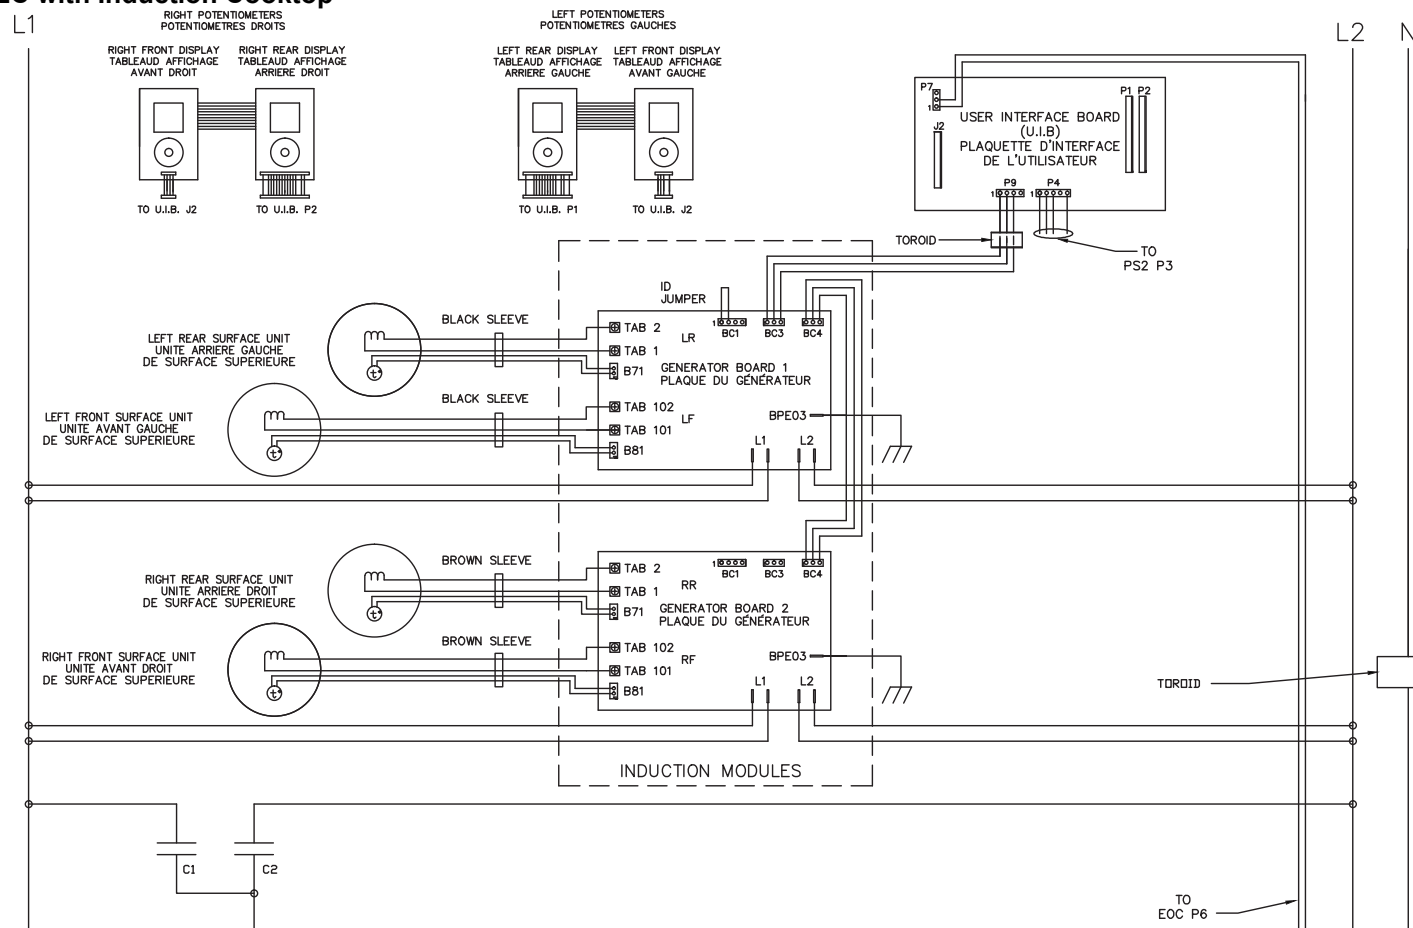 with Induction Cooktop
L1
RIGHT POTENTIOMETERS
POTENTIOMETRES DROITS
RIGHT FRONT DISPLAY
TABLEAUD AFFICHAGE
AVANT DROIT
RIGHT REAR DISPLAY
TABLEAUD AFFICHAGE
ARRIERE DROIT
TO U.I.B. J2
TO U.I.B. P2
LEFT POTENTIOMETERS
POTENTIOMETRES GAUCHES
LEFT REAR DISPLAY
TABLEAUD AFFICHAGE
ARRIERE GAUCHE
LEFT FRONT DISPLAY
TABLEAUD AFFICHAGE
AVANT GAUCHE
TO U.I.B. P1
TO U.I.B. J2
L2
N
P7
1
J2
P1 P2
USER INTERFACE BOARD
(U.I.B)
PLAQUETTE D'INTERFACE
DE L'UTILISATEUR
P9
1
P4
1
TOROID
TO
PS2 P3
ID
JUMPER
1
BC1
BC3
BC4
LEFT REAR SURFACE UNIT
UNITE ARRIERE GAUCHE
DE SURFACE SUPERIEURE
t°
BLACK SLEEVE
TAB 2
LR
TAB 1
B71
GENERATOR BOARD 1
PLAQUE DU GÉNÉRATEUR
LEFT FRONT SURFACE UNIT
UNITE AVANT GAUCHE
DE SURFACE SUPERIEURE
t°
BLACK SLEEVE
TAB 102
LF
TAB 101
B81
BPE03
L1
L2
RIGHT REAR SURFACE UNIT
UNITE ARRIERE DROIT
DE SURFACE SUPERIEURE
t°
BROWN SLEEVE
1
BC1
BC3
BC4
TAB 2
RR
TAB 1
B71
GENERATOR BOARD 2
PLAQUE DU GÉNÉRATEUR
RIGHT FRONT SURFACE UNIT
UNITE AVANT DROIT
DE SURFACE SUPERIEURE
t°
BROWN SLEEVE
TAB 102
RF
TAB 101
B81
BPE03
L1
L2
TOROID
INDUCTION MODULES
C1
C2
TO
EOC P6